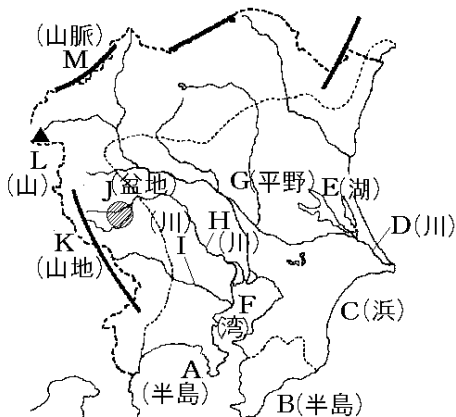 (山脈)
M
L
(山)
J(盆地)
G(平野)
E(湖)
D(川)
(川)
I
H
(川)
K
(山地)
F
(湾)
C(浜)
A
(半島)
B(半島)